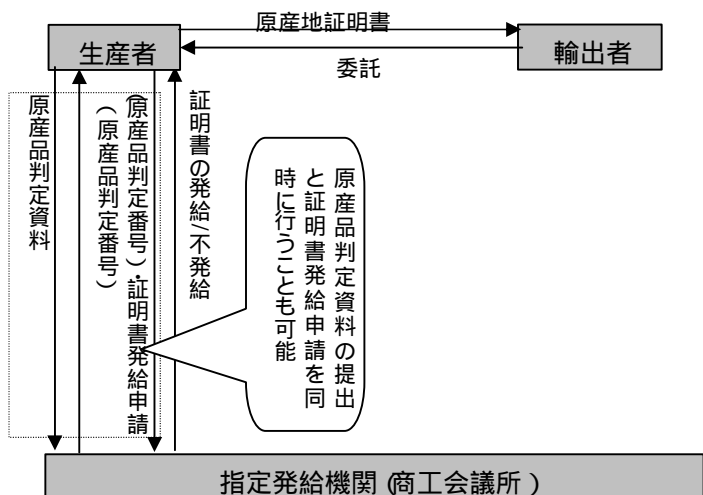 原産地証明書
生産者
輸出者
委託
原産品判定資料
(原産品判定番号)
(原産品判定番号)・証明書発給申請
証明書の発給/不発給
原産品判定資料の提出
と証明書発給申請を同
時に行うことも可能
指定発給機関(商工会議所)